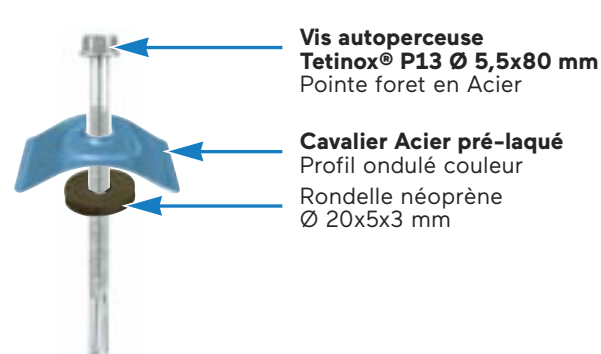 Vis autoperceuse
Tetinox® P13 Ø 5,5x80 mm
Pointe foret en Acier
Cavalier Acier pré-laqué
Profil ondulé couleur
Rondelle néoprène
Ø 20x5x3 mm